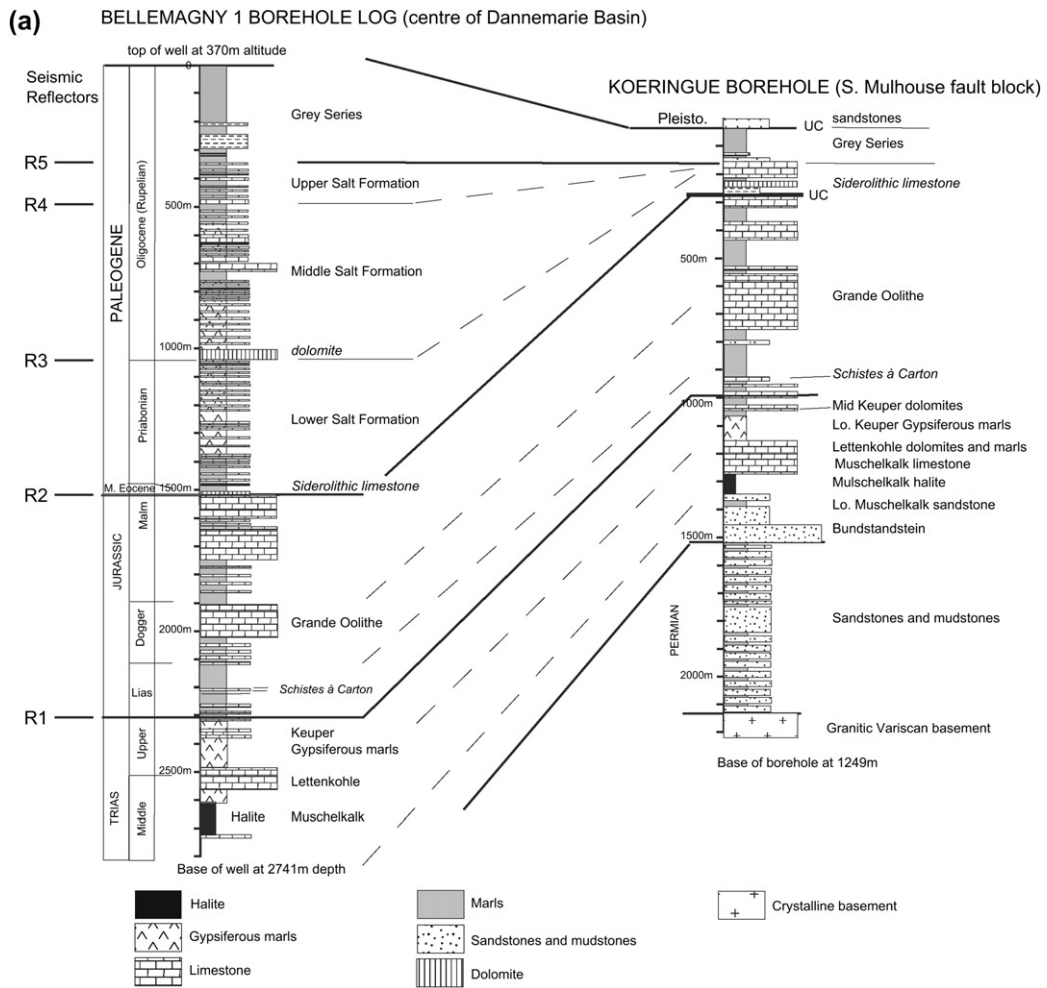 (a)
BELLEMAGNY 1 BOREHOLE LOG (centre of Dannemarie Basin)
top of well at 370m altitude
Seismic
Reflectors
0
Grey Series
R5
Upper Salt Formation
R4
500m
Middle Salt Formation
1000m
R3
dolomite
Lower Salt Formation
Siderolithic limestone
R2
1500m
2000m
Grande Oolithe
Schistes à Carton
R1
Keuper
Gypsiferous marls
2500m
Lettenkohle
Halite
Muschelkalk
Base of well at 2741m depth
PALEOGENE
Oligocene (Rupelian)
Priabonian
M. Eocene
JURASSIC
Malm
Dogger
Lias
TRIAS
Upper
Middle
KOERINGUE BOREHOLE (S. Mulhouse fault block)
Pleisto.
UC
sandstones
Grey Series
Siderolithic limestone
UC
500m
Grande Oolithe
Schistes à Carton
1000m
Mid Keuper dolomites
Lo. Keuper Gypsiferous marls
Lettenkohle dolomites and marls
Muschelkalk limestone
Mulschelkalk halite
Lo. Muschelkalk sandstone
Bundstandstein
1500m
PERMIAN
Sandstones and mudstones
2000m
Granitic Variscan basement
Base of borehole at 1249m
Halite
Gypsiferous marls
Limestone
Marls
Sandstones and mudstones
Dolomite
Crystalline basement